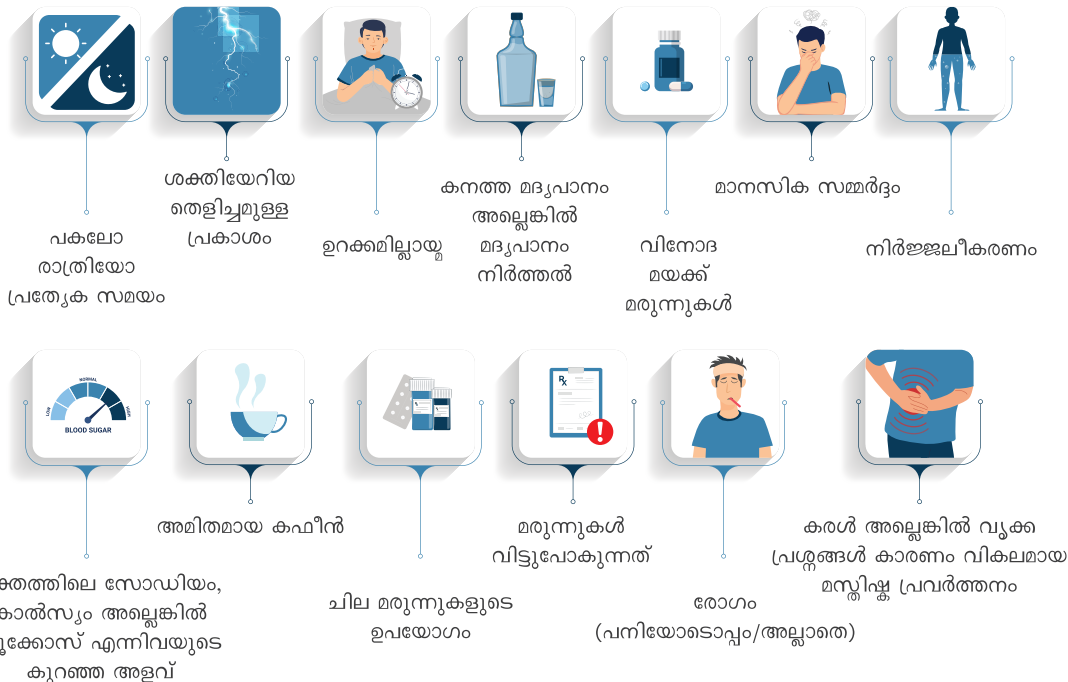 പകലോ
രാത്രിയോ
പ്രത്യേക സമയം
ശക്തിയേറിയ
തെളിച്ചമുള്ള
പ്രകാശം
ഉറക്കമില്ലായ്മ
കനത്ത മദ്യപാനം
അല്ലെങ്കിൽ
മദ്യപാനം
നിർത്തൽ
വിനോദ
മയക്ക്
മരുന്നുകൾ
മാനസിക സമ്മർദ്ദം
നിർജ്ജലീകരണം
LOW
NORMAL
HIGH
BLOOD SUGAR
സോഡിയം,
അല്ലെങ്കിൽ
എന്നിവയുടെ
കുറഞ്ഞ അളവ്
അമിതമായ കഫീൻ
ചില മരുന്നുകളുടെ
ഉപയോഗം
Rx
മരുന്നുകൾ
വിട്ടുപോകുന്നത്
രോഗം
(പനിയോടൊപ്പം/അല്ലാതെ)
കരൾ അല്ലെങ്കിൽ വൃക്ക
പ്രശ്നങ്ങൾ കാരണം വികലമായ
മസ്തിഷ്ക പ്രവർത്തനം